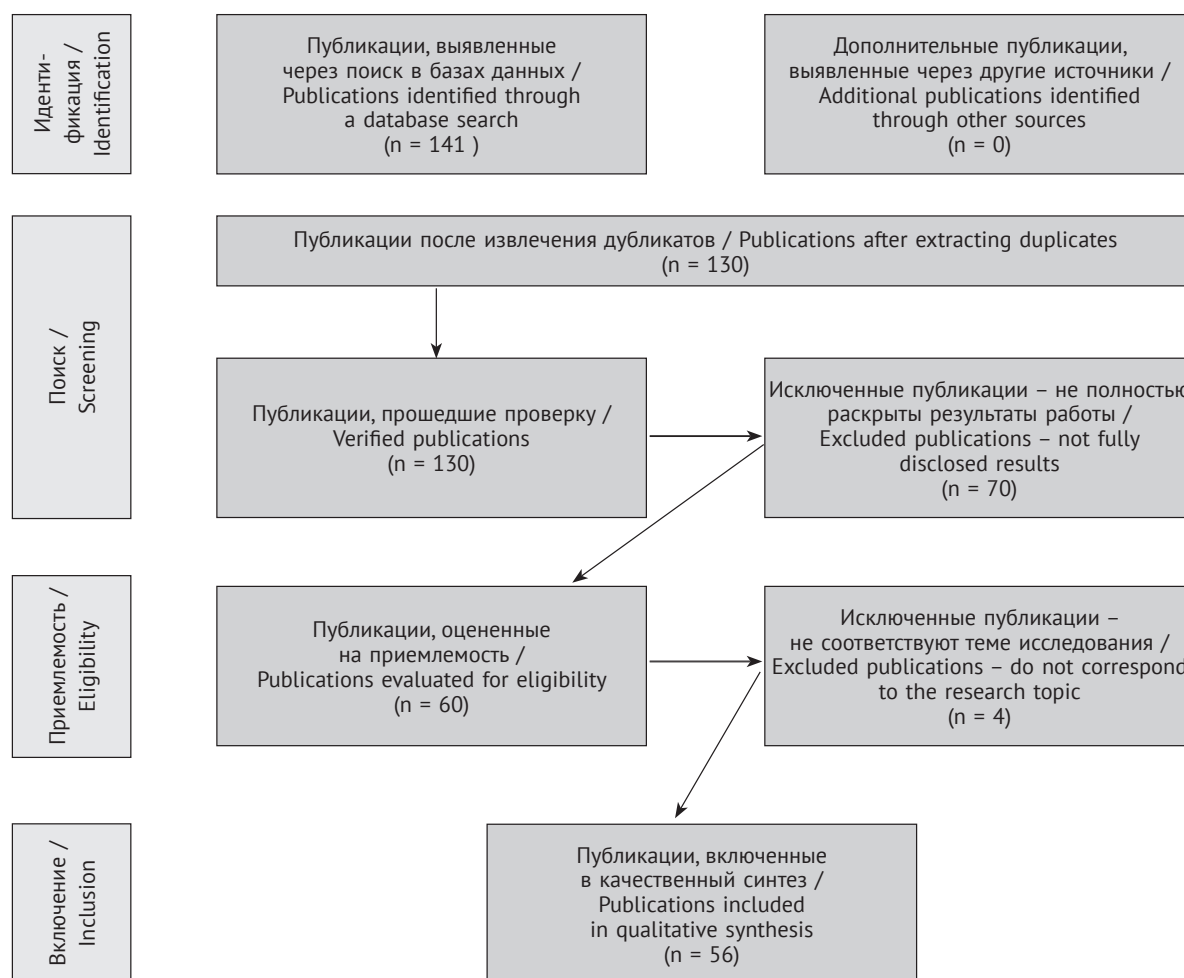 Иденти-
фикация /
Identification
Публикации, выявленные
через поиск в базах данных /
Publications identified through
a database search
(n = 141 )
Дополнительные публикации,
выявленные через другие источники /
Additional publications identified
through other sources
(n = 0)
Поиск /
Screening
Публикации после извлечения дубликатов / Publications after extracting duplicates
(n = 130)
Публикации, прошедшие проверку /
Verified publications
(n = 130)
Исключенные публикации – не полностью
раскрыты результаты работы /
Excluded publications – not fully
disclosed results
(n = 70)
Приемлемость /
Eligibility
Публикации, оцененные
на приемлемость /
Publications evaluated for eligibility
(n = 60)
Исключенные публикации –
не соответствуют теме исследования /
Excluded publications – do not correspond
to the research topic
(n = 4)
Включение /
Inclusion
Публикации, включенные
в качественный синтез /
Publications included
in qualitative synthesis
(n = 56)